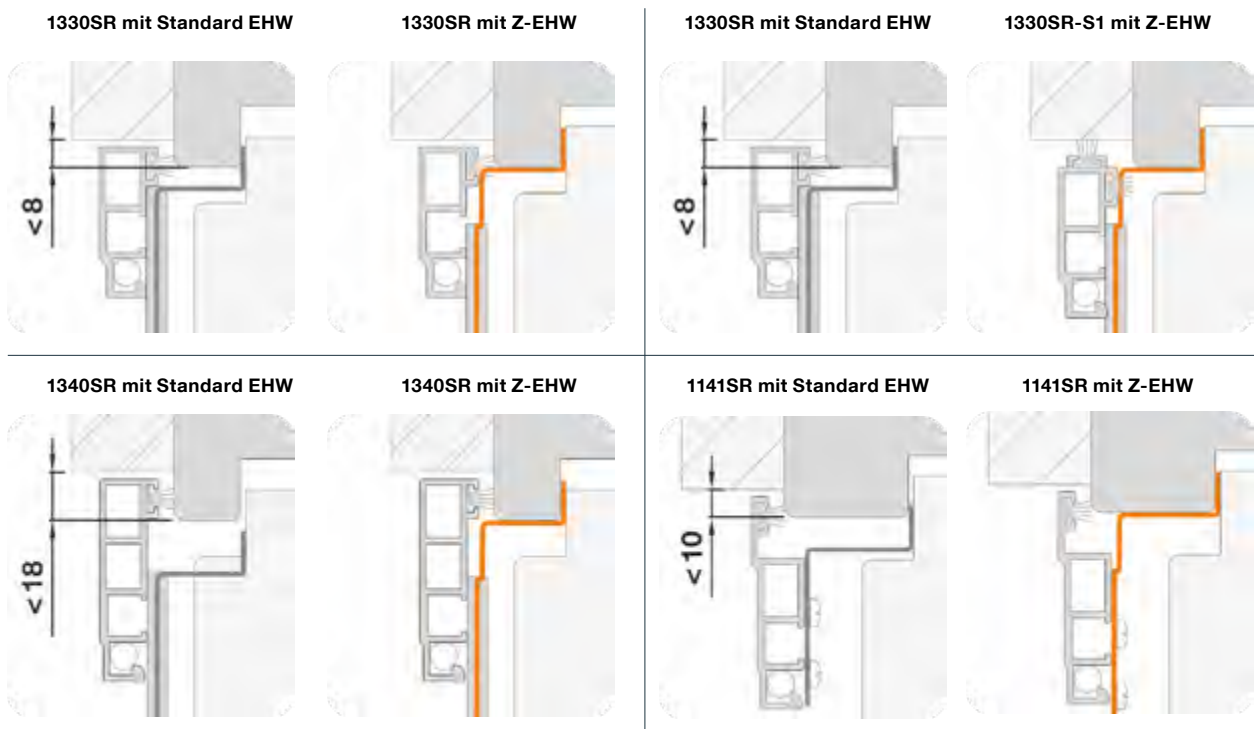 1330SR mit Standard EHW
1330SR mit Z-EHW
1330SR mit Standard EHW
1330SR-S1 mit Z-EHW
<8
<8
1340SR mit Standard EHW
1340SR mit Z-EHW
1141SR mit Standard EHW
1141SR mit Z-EHW
<18
<10